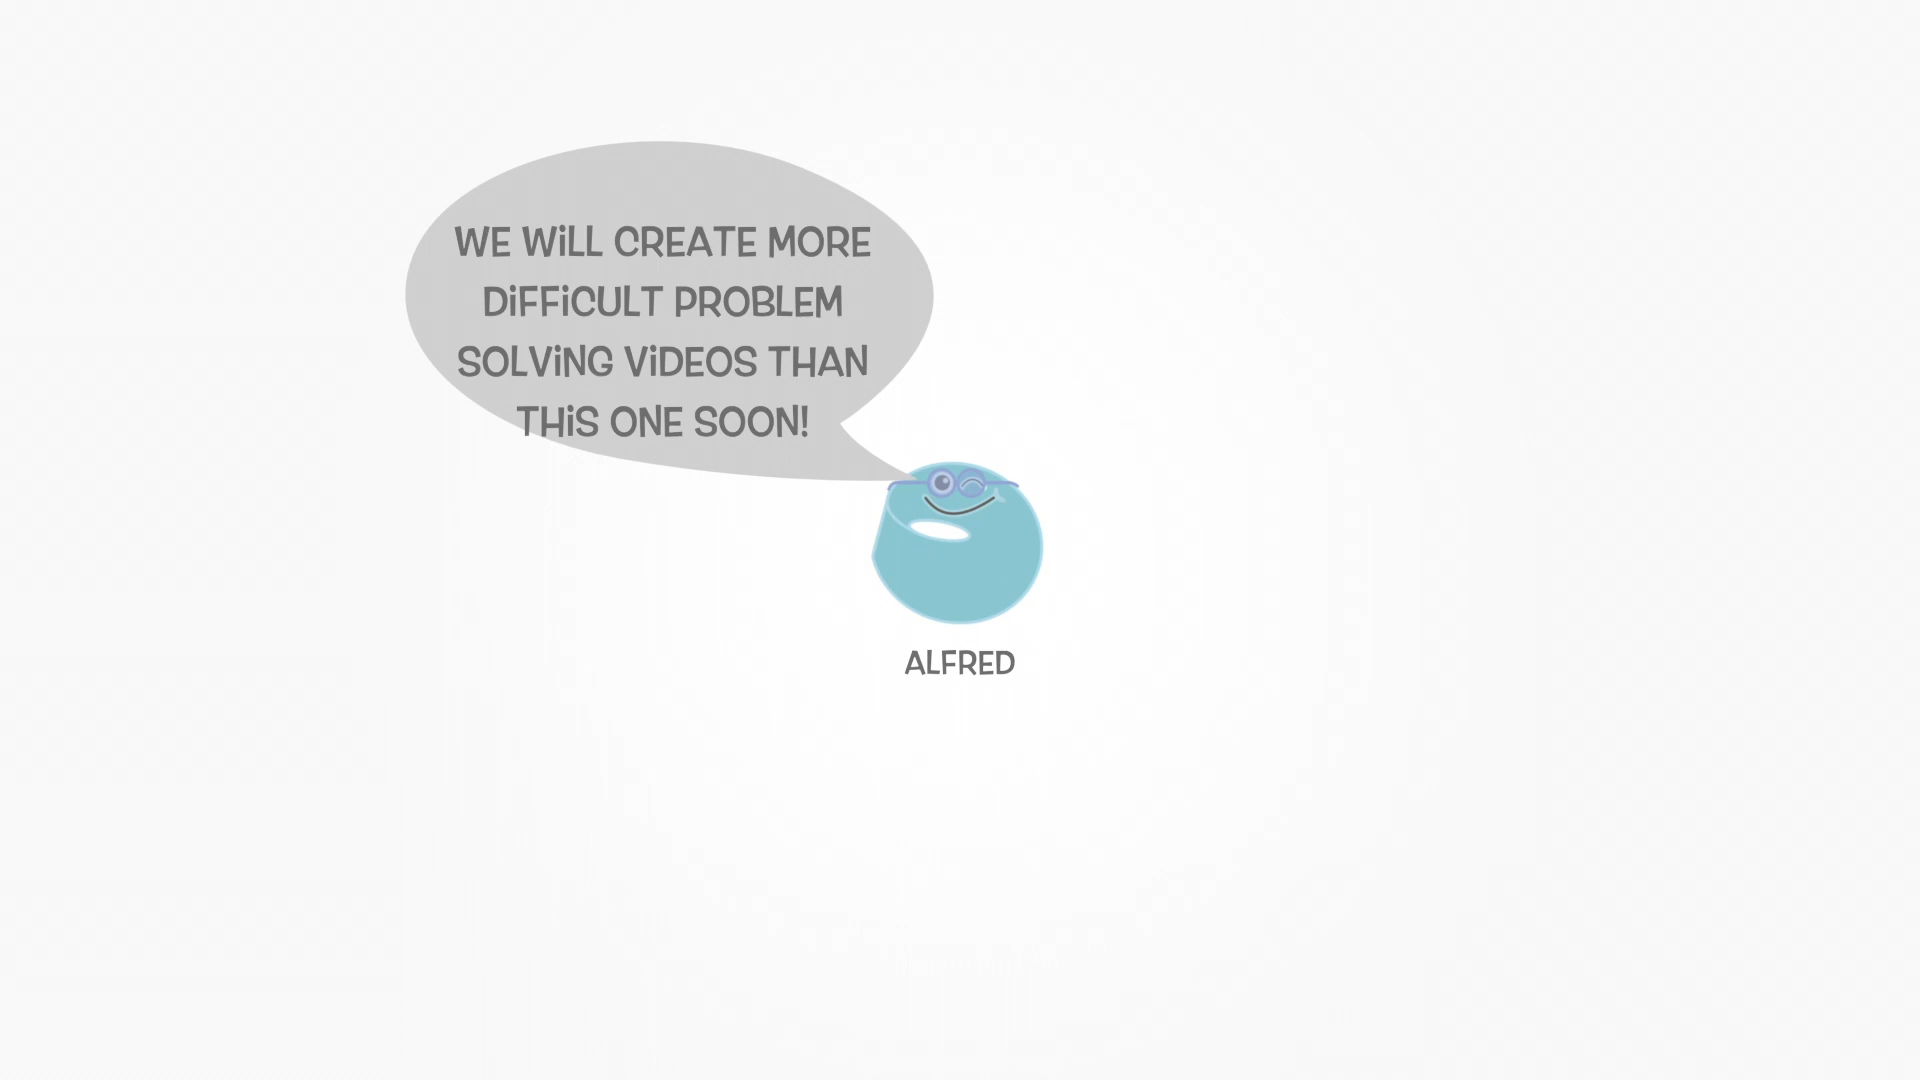 WE WiLL CREATE MORE
DiFFiCULT PROBLEM
SOLViNG ViDEOS THAN
THiS ONE SOON!
ALFRED